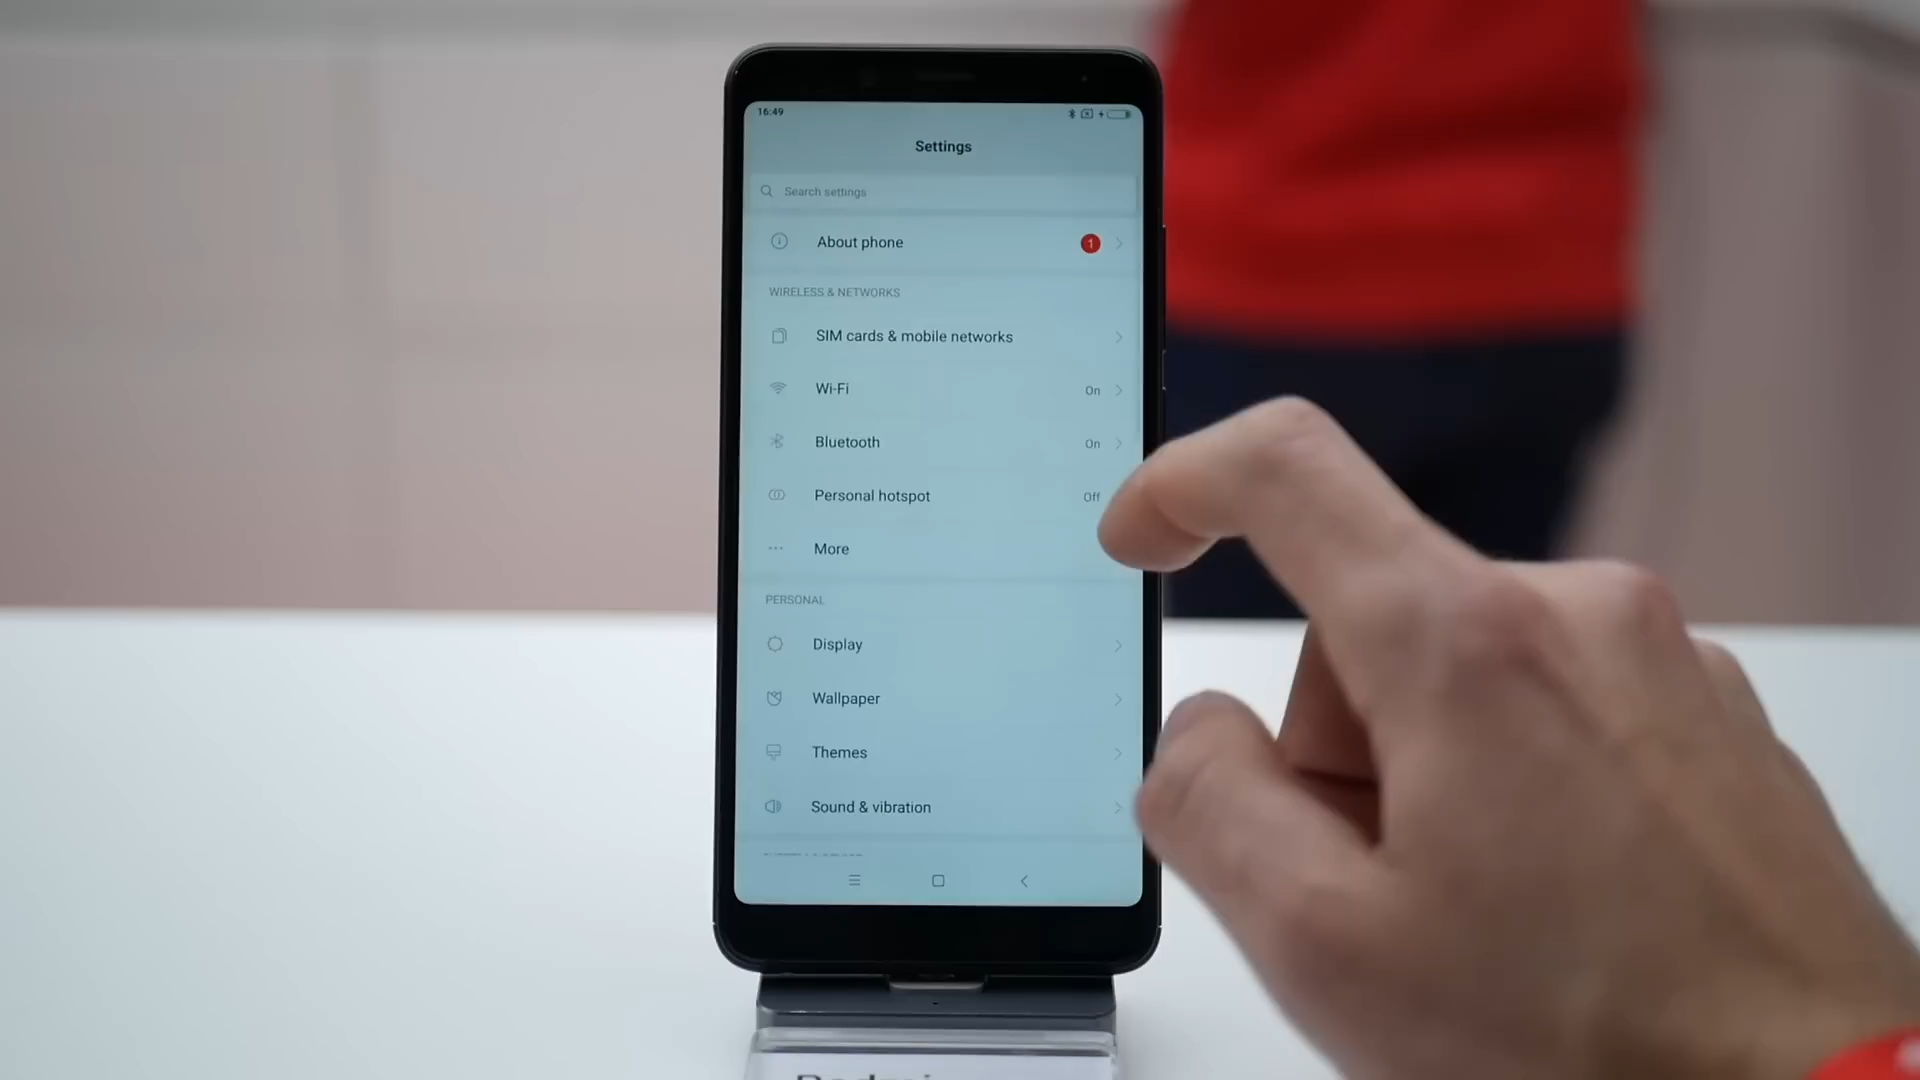 16:49
Settings
Search settings
About phone 1
WIRELESS & NETWORKS
SIM cards & mobile networks
Wi-Fi On
Bluetooth On
Personal hotspot Off
More
PERSONAL
Display
Wallpaper
Themes
Sound & vibration